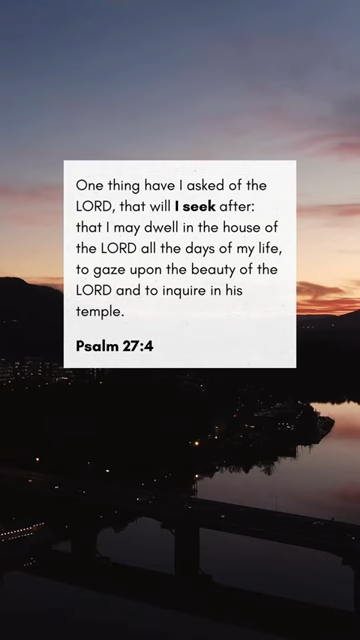 One thing have I asked of the
LORD, that will I seek after:
that I may dwell in the house of
the LORD all the days of my life,
to gaze upon the beauty of the
LORD and to inquire in his
temple.
Psalm 27:4